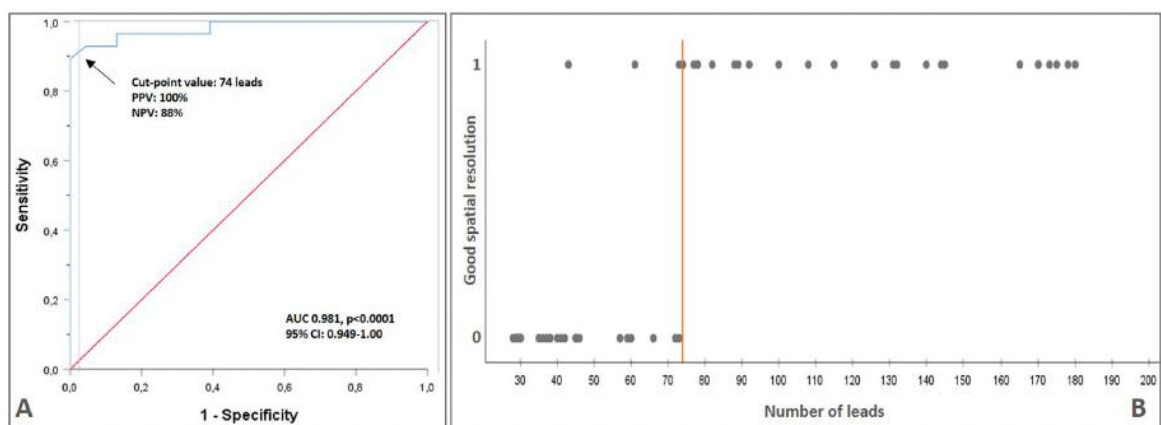 1,0
0,8
0,6
0,4
0,2
0,0
Sensitivity
Cut-point value: 74 leads
PPV: 100%
NPV: 88%
AUC 0.981, p<0.0001
95% CI: 0.949-1.00
0,0 0,2 0,4 0,6 0,8 1,0
1 - Specificity
A
Good spatial resolution
1
0
30 40 50 60 70 80 90 100 110 120 130 140 150 160 170 180 190 200
Number of leads
B